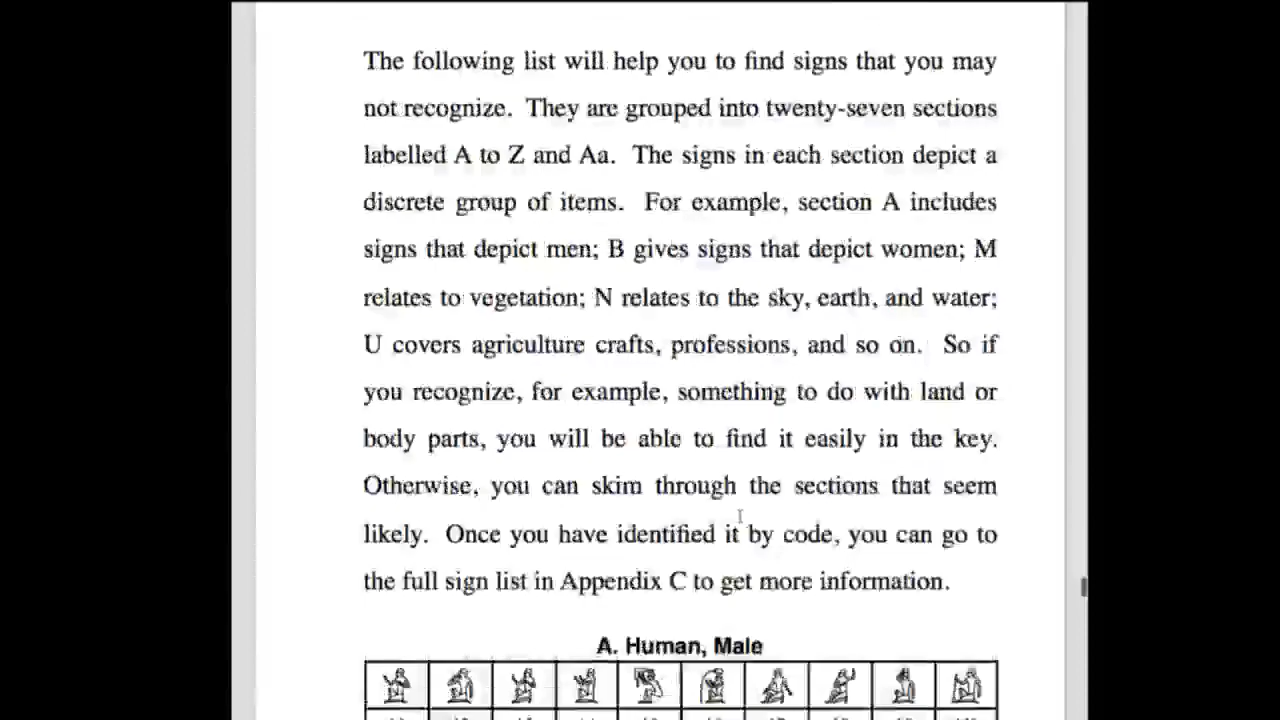 The following list will help you to find signs that you may
not recognize. They are grouped into twenty-seven sections
labelled A to Z and Aa. The signs in each section depict a
discrete group of items. For example, section A includes
signs that depict men; B gives signs that depict women; M
relates to vegetation; N relates to the sky, earth, and water;
U covers agriculture crafts, professions, and so on. So if
you recognize, for example, something to do with land or
body parts, you will be able to find it easily in the key.
Otherwise, you can skim through the sections that seem
likely. Once you have identified it by code, you can go to
the full sign list in Appendix C to get more information.
A. Human, Male